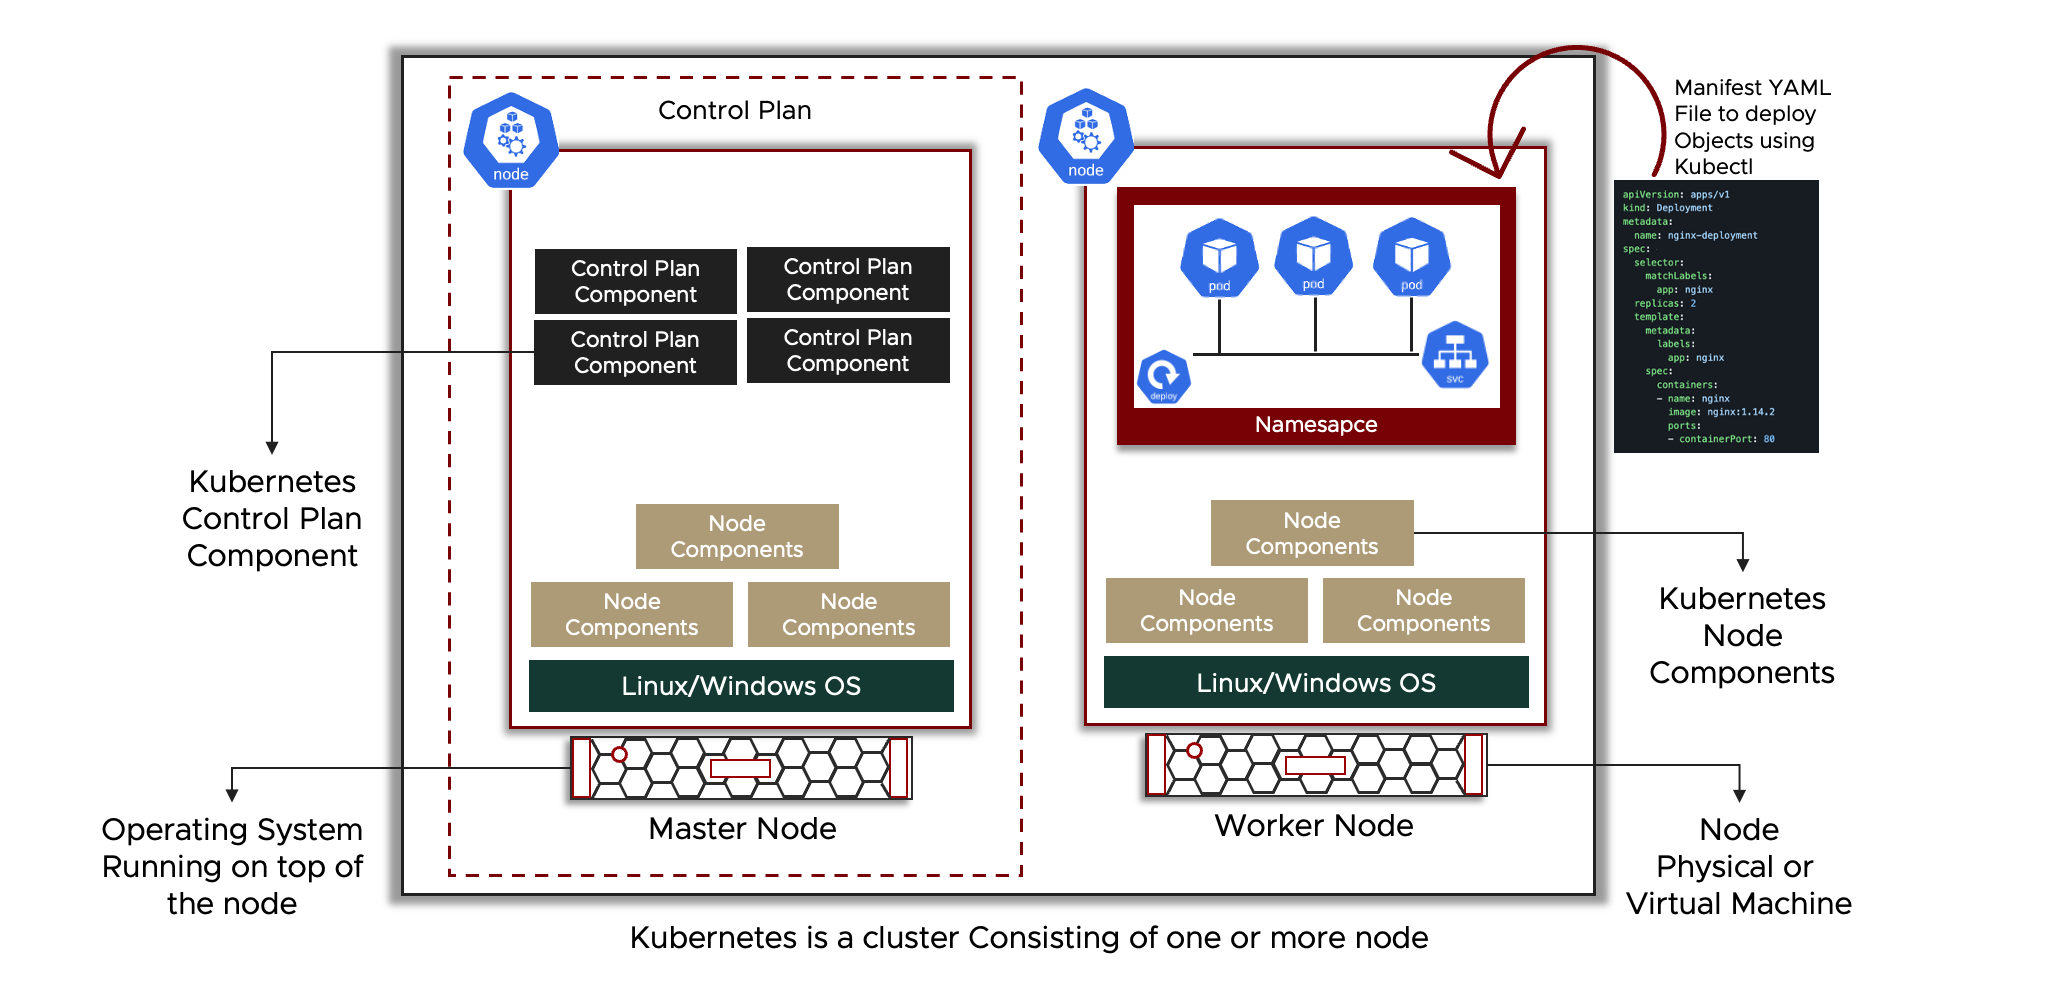 Control Plan
node
Control Plan
Component
Control Plan
Component
Control Plan
Component
Control Plan
Component
Node
Components
Node
Components
Node
Components
Linux/Windows OS
Master Node
node
pod
pod
pod
deploy
svc
Namesapce
Node
Components
Node
Components
Node
Components
Linux/Windows OS
Worker Node
Manifest YAML
File to deploy
Objects using
Kubectl
apiVersion: apps/v1
kind: Deployment
metadata:
  name: nginx-deployment
spec:
  selector:
    matchLabels:
      app: nginx
  replicas: 2
  template:
    metadata:
      labels:
        app: nginx
    spec:
      containers:
      - name: nginx
        image: nginx:1.14.2
        ports:
        - containerPort: 80
Kubernetes
Control Plan
Component
Operating System
Running on top of
the node
Kubernetes
Node
Components
Node
Physical or
Virtual Machine
Kubernetes is a cluster Consisting of one or more node